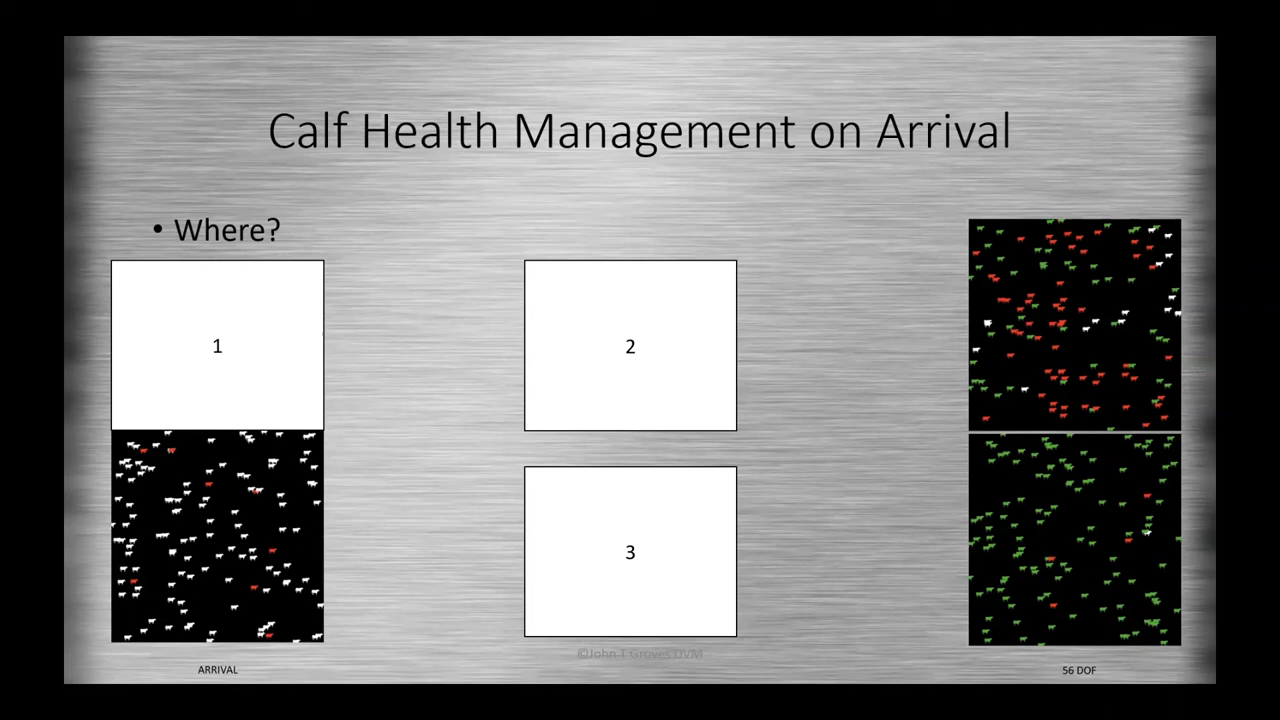 Calf Health Management on Arrival
• Where?
1
2
3
©John T Groves DVM
ARRIVAL
56 DOF